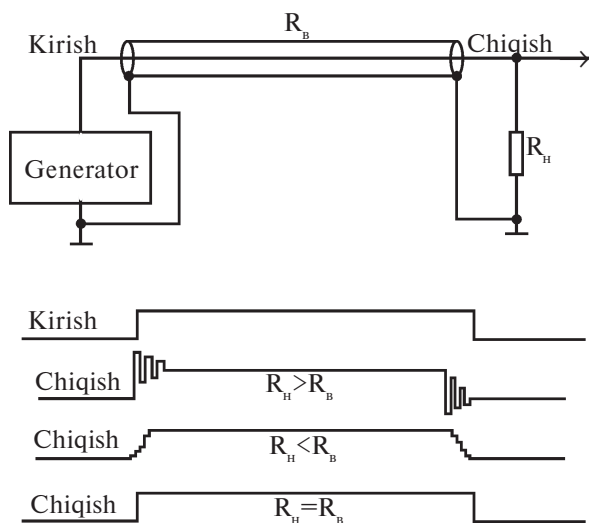 R_B
Kirish
Chiqish
R_H
Generator
Kirish
Chiqish
R_H>R_B
Chiqish
R_H<R_B
Chiqish
R_H=R_B